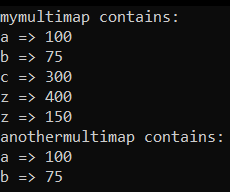 mymultimap contains:
a => 100
b => 75
c => 300
z => 400
z => 150
anothermultimap contains:
a => 100
b => 75